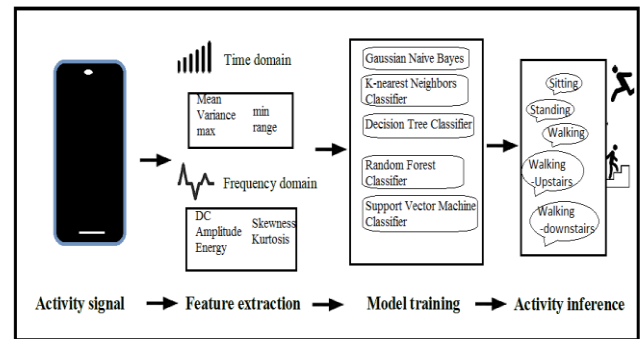 Time domain
Mean
Variance
max
min
range
Frequency domain
DC
Amplitude
Energy
Skewness
Kurtosis
Gaussian Naive Bayes
K-nearest Neighbors
Classifier
Decision Tree Classifier
Random Forest
Classifier
Support Vector Machine
Classifier
Sitting
Standing
Walking
Walking
-Upstairs
Walking
-downstairs
Activity signal
Feature extraction
Model training
Activity inference